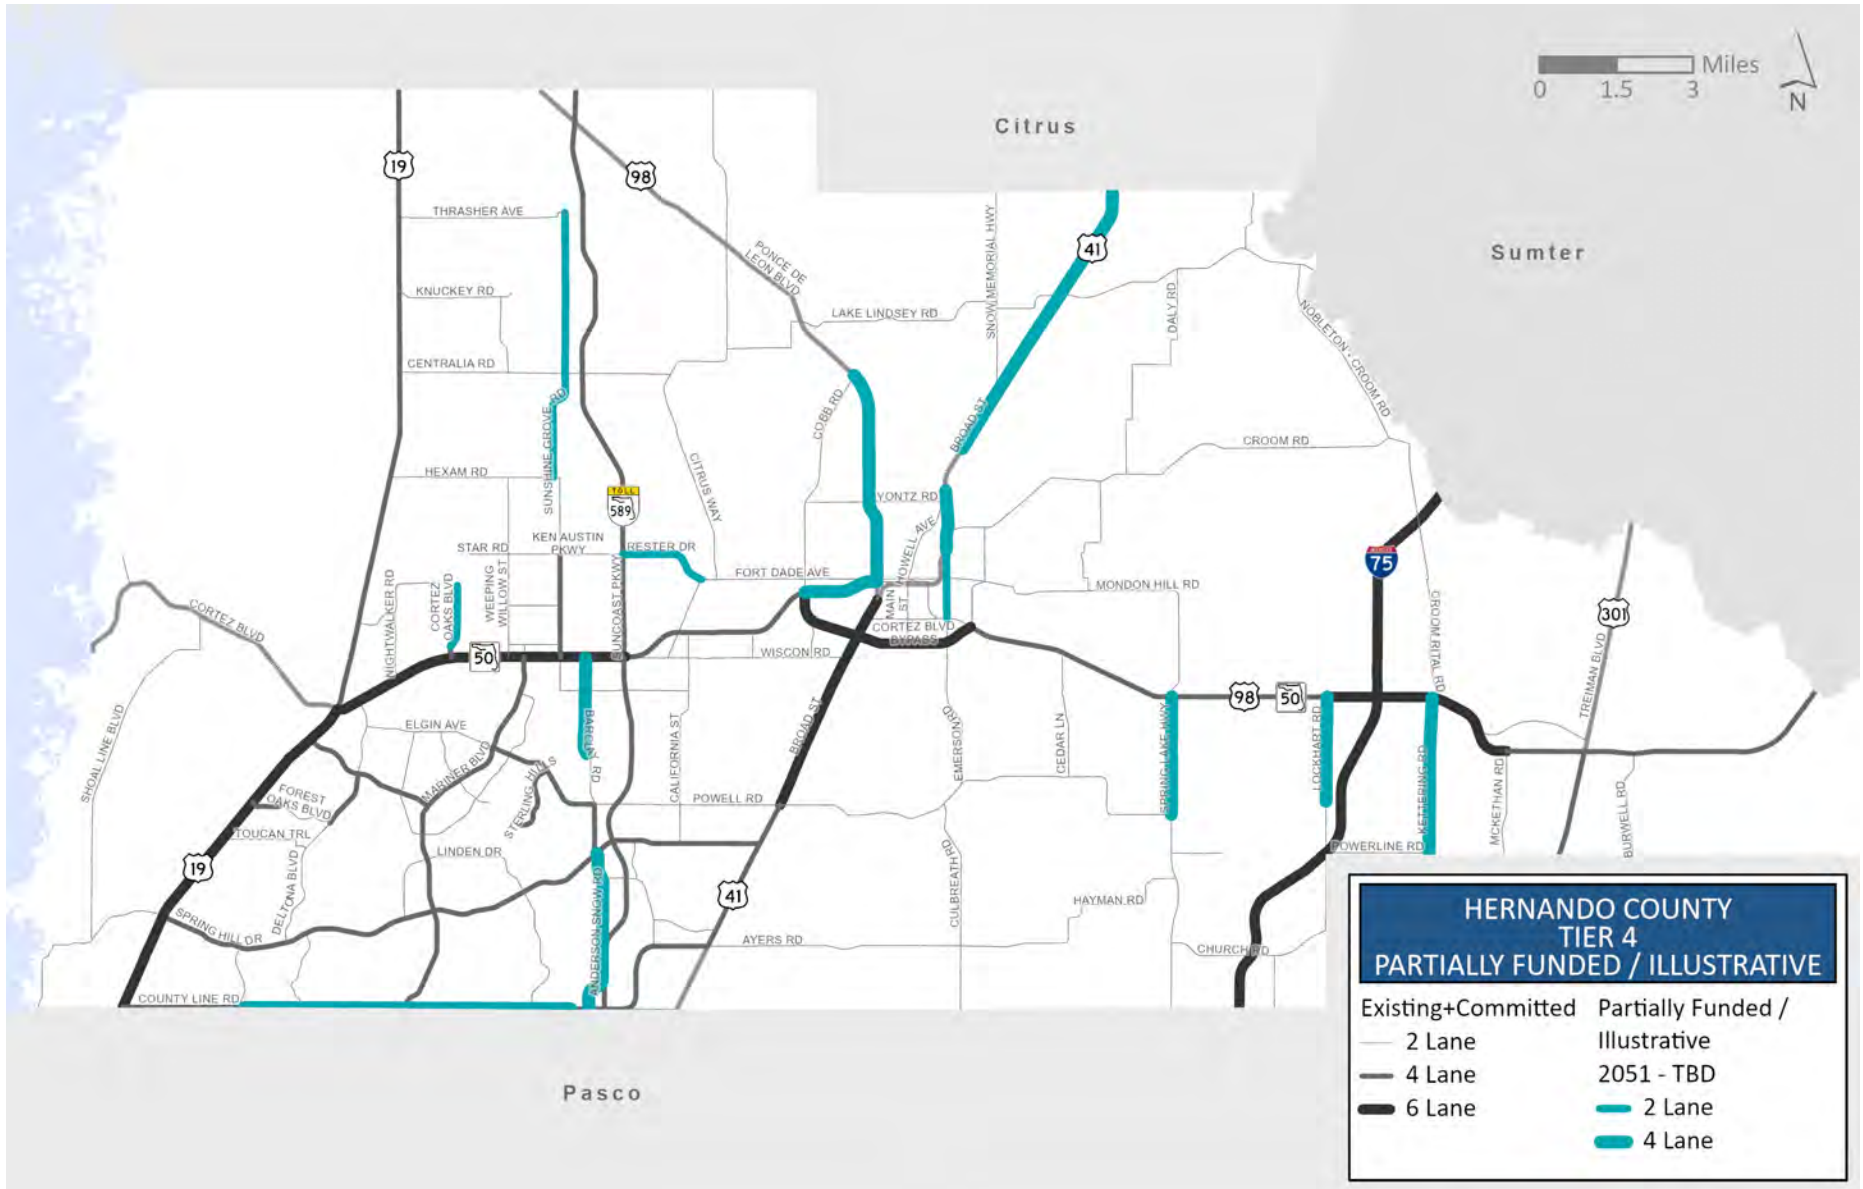 Miles
0 1.5 3
N
Citrus
Sumter
Pasco
19
98
41
THRASHER AVE
PONCE DE
LEON BLVD
SNOW MEMORIAL HWY
KNUCKEY RD
LAKE LINDSEY RD
DALY RD
NOBLETON - CROOM RD
CENTRALIA RD
COBB RD
BROAD ST
SUNSHINE GROVE RD
CROOM RD
HEXAM RD
CITRUS WAY
TOLL
589
YONTZ RD
KEN AUSTIN
PKWY
STAR RD
RESTER DR
HOWELL AVE
FORT DADE AVE
MONDON HILL RD
75
CROOM RITAL RD
301
TREIMAN BLVD
NIGHTWALKER RD
CORTEZ
OAKS BLVD
WEEPING
WILLOW ST
SUNCOAST PKWY
MAIN
ST
CORTEZ BLVD
CORTEZ BLVD
BYPASS
WISCON RD
50
98
50
SHOAL LINE BLVD
ELGIN AVE
BARCLAY RD
CALIFORNIA ST
BROAD ST
EMERSON RD
CEDAR LN
SPRING LAKE HWY
LOCKHART RD
KETTERING RD
MCKETHAN RD
BURWELL RD
MARINER BLVD
STERLING HILLS
FOREST
OAKS BLVD
POWELL RD
TOUCAN TRL
LINDEN DR
POWERLINE RD
19
DELTONA BLVD
ANDERSON SNOW RD
41
CULBREATH RD
HAYMAN RD
SPRING HILL DR
AYERS RD
CHURCH RD
COUNTY LINE RD
HERNANDO COUNTY
TIER 4
PARTIALLY FUNDED / ILLUSTRATIVE
Existing+Committed
2 Lane
4 Lane
6 Lane
Partially Funded /
Illustrative
2051 - TBD
2 Lane
4 Lane